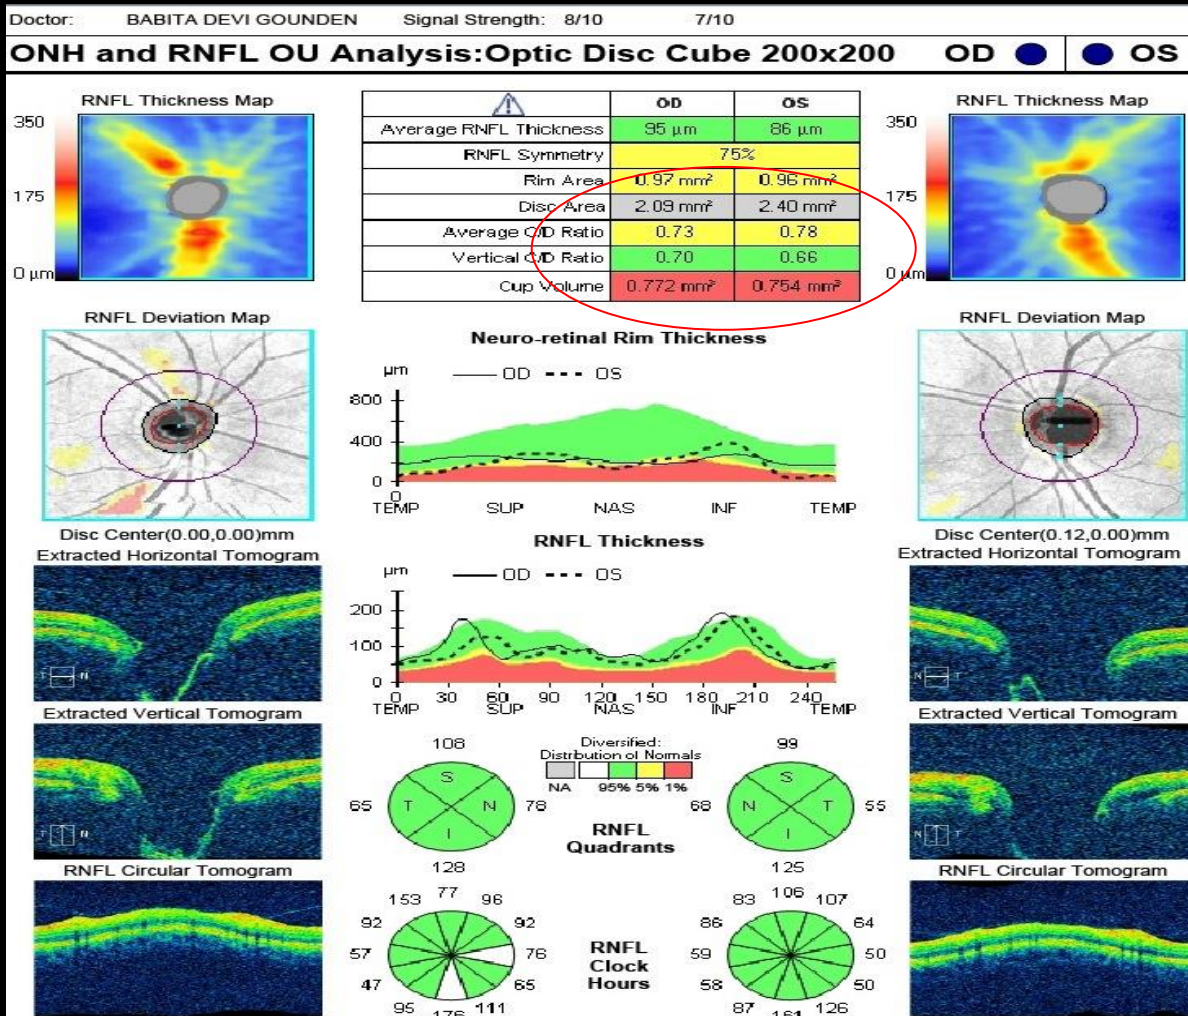 Doctor: BABITA DEVI GOUNDEN Signal Strength: 8/10 7/10
ONH and RNFL OU Analysis:Optic Disc Cube 200x200 OD OS
RNFL Thickness Map
350
175
0 µm
OD OS
Average RNFL Thickness 95 µm 86 µm
RNFL Symmetry 75%
Rim Area 0.97 mm² 0.96 mm²
Disc Area 2.09 mm² 2.40 mm²
Average C/D Ratio 0.73 0.78
Vertical C/D Ratio 0.70 0.66
Cup Volume 0.772 mm³ 0.754 mm³
RNFL Thickness Map
350
175
0 µm
RNFL Deviation Map
Disc Center(0.00,0.00)mm
Neuro-retinal Rim Thickness
µm OD OS
800
400
0
0
TEMP SUP NAS INF TEMP
RNFL Deviation Map
Disc Center(0.12,0.00)mm
Extracted Horizontal Tomogram
T N
RNFL Thickness
µm OD OS
200
100
0
0 30 60 90 120 150 180 210 240
TEMP SUP NAS INF TEMP
Extracted Horizontal Tomogram
N T
Extracted Vertical Tomogram
T N
Extracted Vertical Tomogram
N T
108
S
65 T N 78
I
128
Diversified:
Distribution of Normals
NA 95% 5% 1%
RNFL
Quadrants
99
S
68 N T 55
I
125
RNFL Circular Tomogram
77
153 96
92 92
57 76
47 65
95 111
176
RNFL
Clock
Hours
106
83 107
86 64
59 50
58 50
87 126
161
RNFL Circular Tomogram